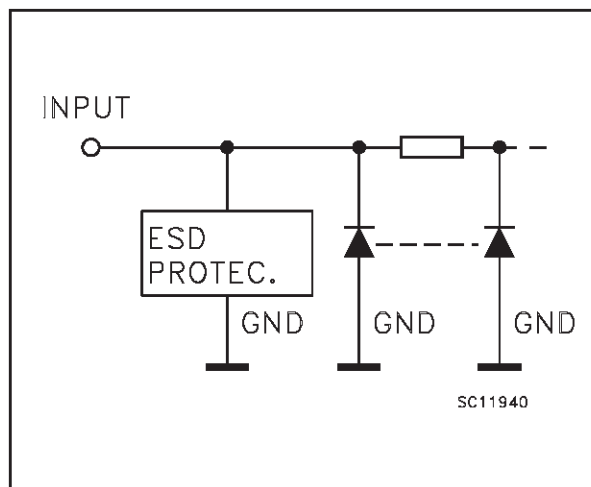 INPUT
ESD
PROTEC.
GND
GND
GND
SC11940